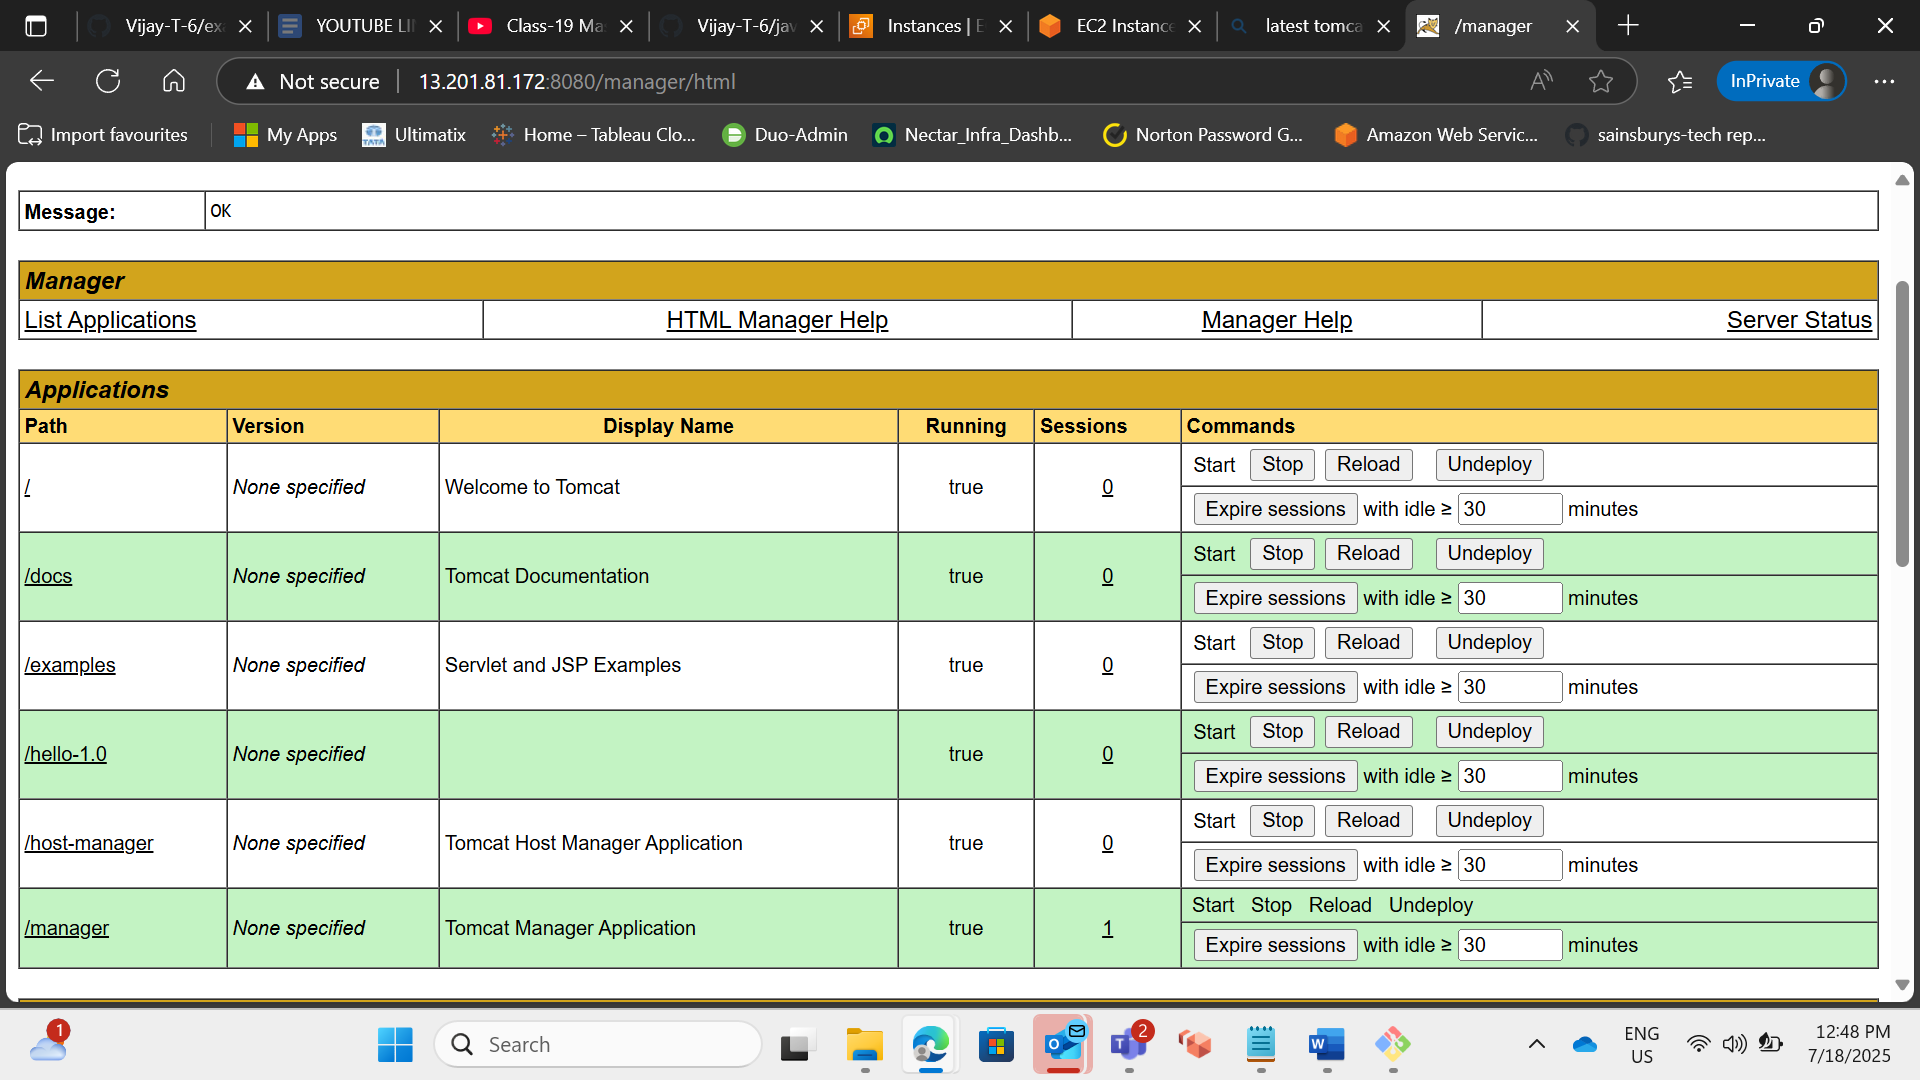 Vijay-T-6/exa
YOUTUBE LI
Class-19 Ma
Vijay-T-6/jav
Instances | E
EC2 Instance
latest tomca
/manager
Not secure
13.201.81.172:8080/manager/html
InPrivate
Import favourites
My Apps
Ultimatix
Home – Tableau Clo...
Duo-Admin
Nectar_Infra_Dashb...
Norton Password G...
Amazon Web Servic...
sainsburys-tech rep...
Message: OK
Manager
List Applications HTML Manager Help Manager Help Server Status
Applications
Path Version Display Name Running Sessions Commands
/ None specified Welcome to Tomcat true 0 Start Stop Reload Undeploy
Expire sessions with idle ≥ 30 minutes
/docs None specified Tomcat Documentation true 0 Start Stop Reload Undeploy
Expire sessions with idle ≥ 30 minutes
/examples None specified Servlet and JSP Examples true 0 Start Stop Reload Undeploy
Expire sessions with idle ≥ 30 minutes
/hello-1.0 None specified true 0 Start Stop Reload Undeploy
Expire sessions with idle ≥ 30 minutes
/host-manager None specified Tomcat Host Manager Application true 0 Start Stop Reload Undeploy
Expire sessions with idle ≥ 30 minutes
/manager None specified Tomcat Manager Application true 1 Start Stop Reload Undeploy
Expire sessions with idle ≥ 30 minutes
1
Search
2
ENG
US
12:48 PM
7/18/2025